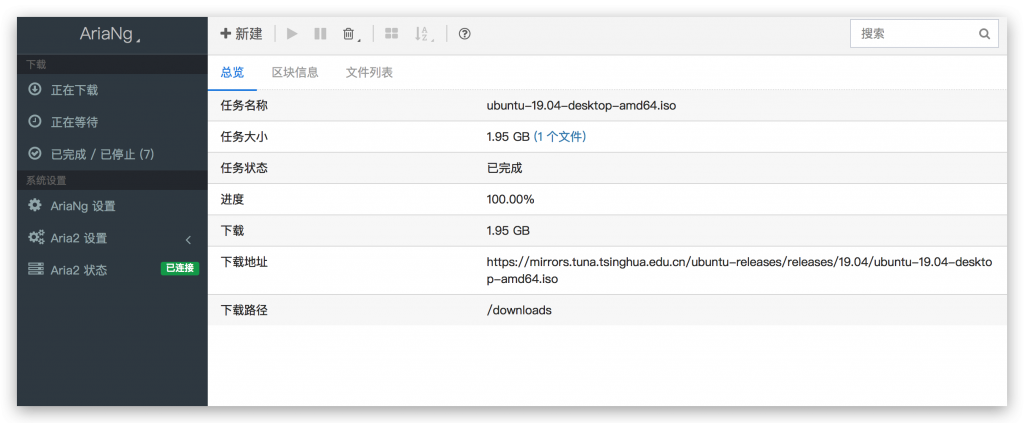 AriaNg
新建
搜索
下载
正在下载
正在等待
已完成 / 已停止 (7)
系统设置
AriaNg 设置
Aria2 设置
Aria2 状态 已连接
总览 区块信息 文件列表
任务名称 ubuntu-19.04-desktop-amd64.iso
任务大小 1.95 GB (1 个文件)
任务状态 已完成
进度 100.00%
下载 1.95 GB
下载地址 https://mirrors.tuna.tsinghua.edu.cn/ubuntu-releases/releases/19.04/ubuntu-19.04-deskto
p-amd64.iso
下载路径 /downloads